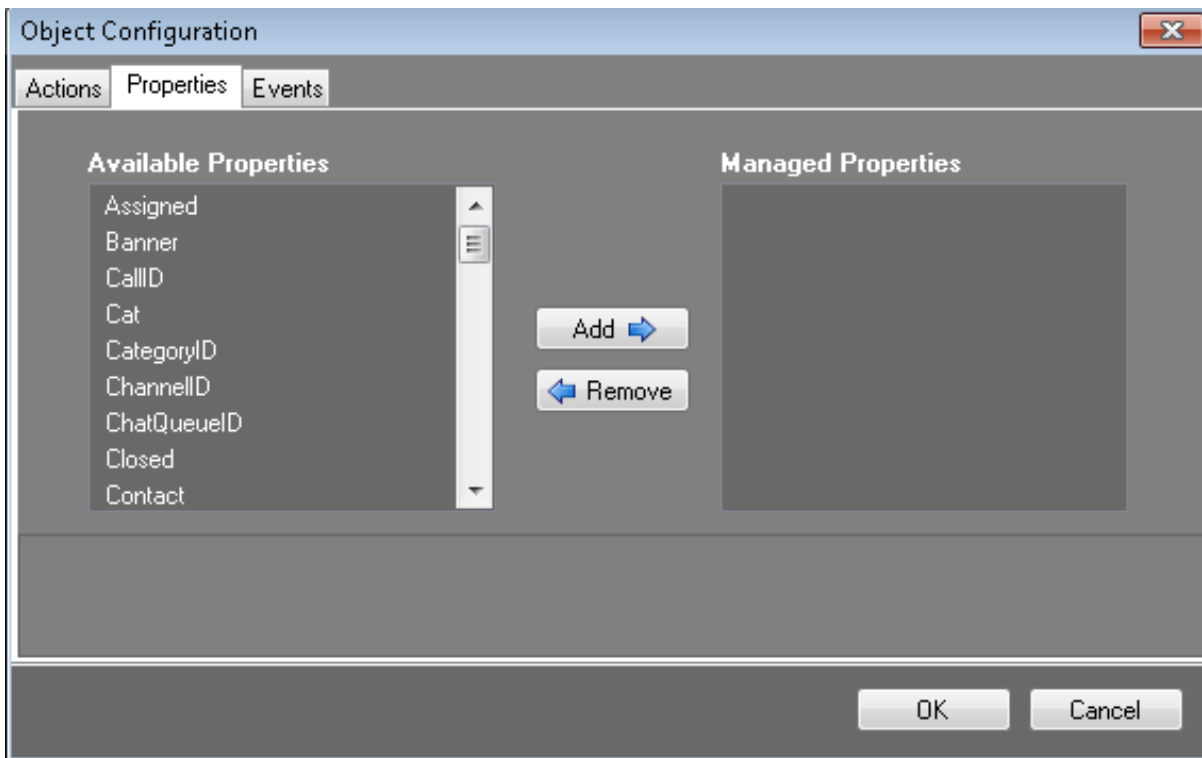 Object Configuration
Actions Properties Events
Available Properties Managed Properties
Assigned
Banner
CallID
Cat
CategoryID
ChannelID
ChatQueueID
Closed
Contact
Add
Remove
OK Cancel